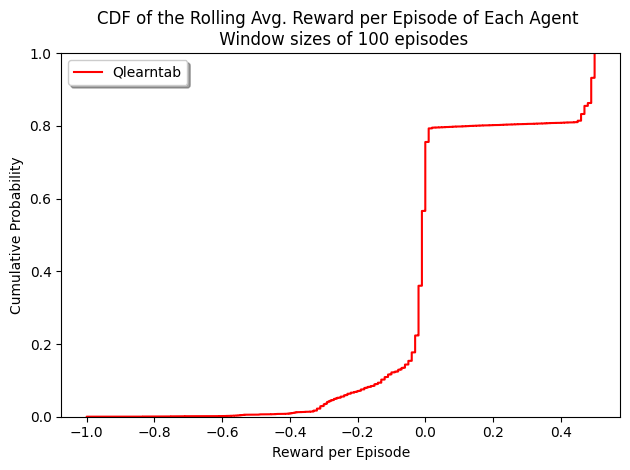 CDF of the Rolling Avg. Reward per Episode of Each Agent
Window sizes of 100 episodes
Qlearntab
Cumulative Probability
1.0
0.8
0.6
0.4
0.2
0.0
−1.0 −0.8 −0.6 −0.4 −0.2 0.0 0.2 0.4
Reward per Episode